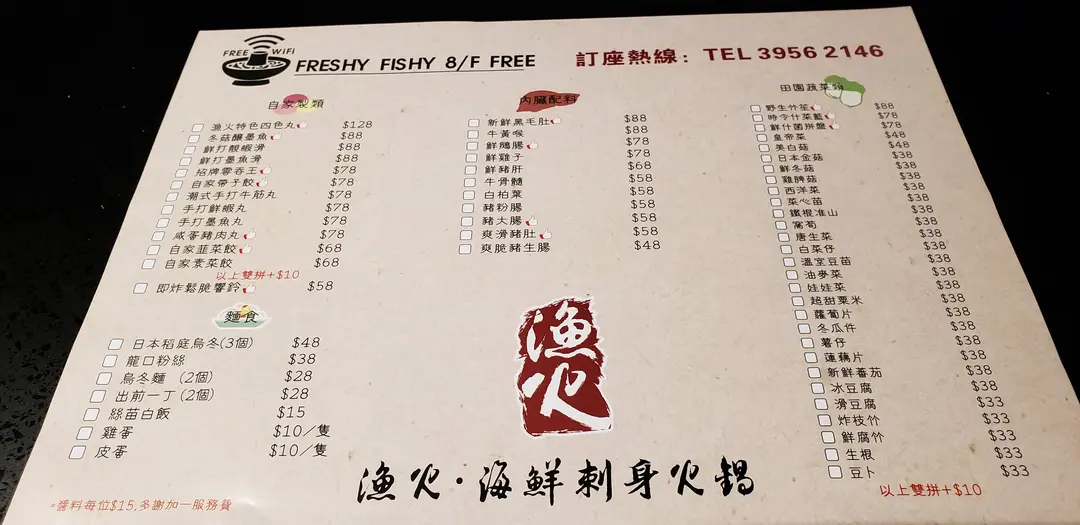 FREE WiFi
FRESHY FISHY 8/F FREE
訂座熱線: TEL 3956 2146
自家製類
漁火特色四色丸 $128
冬菇釀墨魚 $88
鮮打靚蝦滑 $88
鮮打墨魚滑 $88
招牌雲吞王 $78
自家帶子餃 $78
潮式手打牛筋丸 $78
手打鮮蝦丸 $78
手打墨魚丸 $78
咸蛋豬肉丸 $78
自家韮菜餃 $68
自家素菜餃 $68
以上雙拼+$10
即炸鬆脆響鈴 $58
麵食
日本稻庭烏冬(3個) $48
龍口粉絲 $38
烏冬麵 (2個) $28
出前一丁(2個) $28
絲苗白飯 $15
雞蛋 $10/隻
皮蛋 $10/隻
*醬料每位$15,多謝加一服務費
內臟配料
新鮮黑毛肚 $88
牛黃喉 $88
鮮鵝腸 $78
鮮雞子 $78
鮮豬肝 $68
牛骨髓 $58
白柏葉 $58
豬粉腸 $58
豬大腸 $58
爽滑豬肚 $58
爽脆豬生腸 $48
田園蔬菜類
野生竹笙 $88
時令什菜籃 $78
鮮什菌拼盤 $78
皇帝菜 $48
美白菇 $48
日本金菇 $38
鮮冬菇 $38
雞髀菇 $38
西洋菜 $38
菜心苗 $38
鐵棍淮山 $38
萵筍 $38
唐生菜 $38
白菜仔 $38
溫室豆苗 $38
油麥菜 $38
娃娃菜 $38
超甜粟米 $38
蘿蔔片 $38
冬瓜件 $38
薯仔 $38
蓮藕片 $38
新鮮番茄 $38
冰豆腐 $38
滑豆腐 $33
炸枝竹 $33
鮮腐竹 $33
生根 $33
豆卜 $33
以上雙拼+$10
漁火
漁火·海鮮刺身火鍋